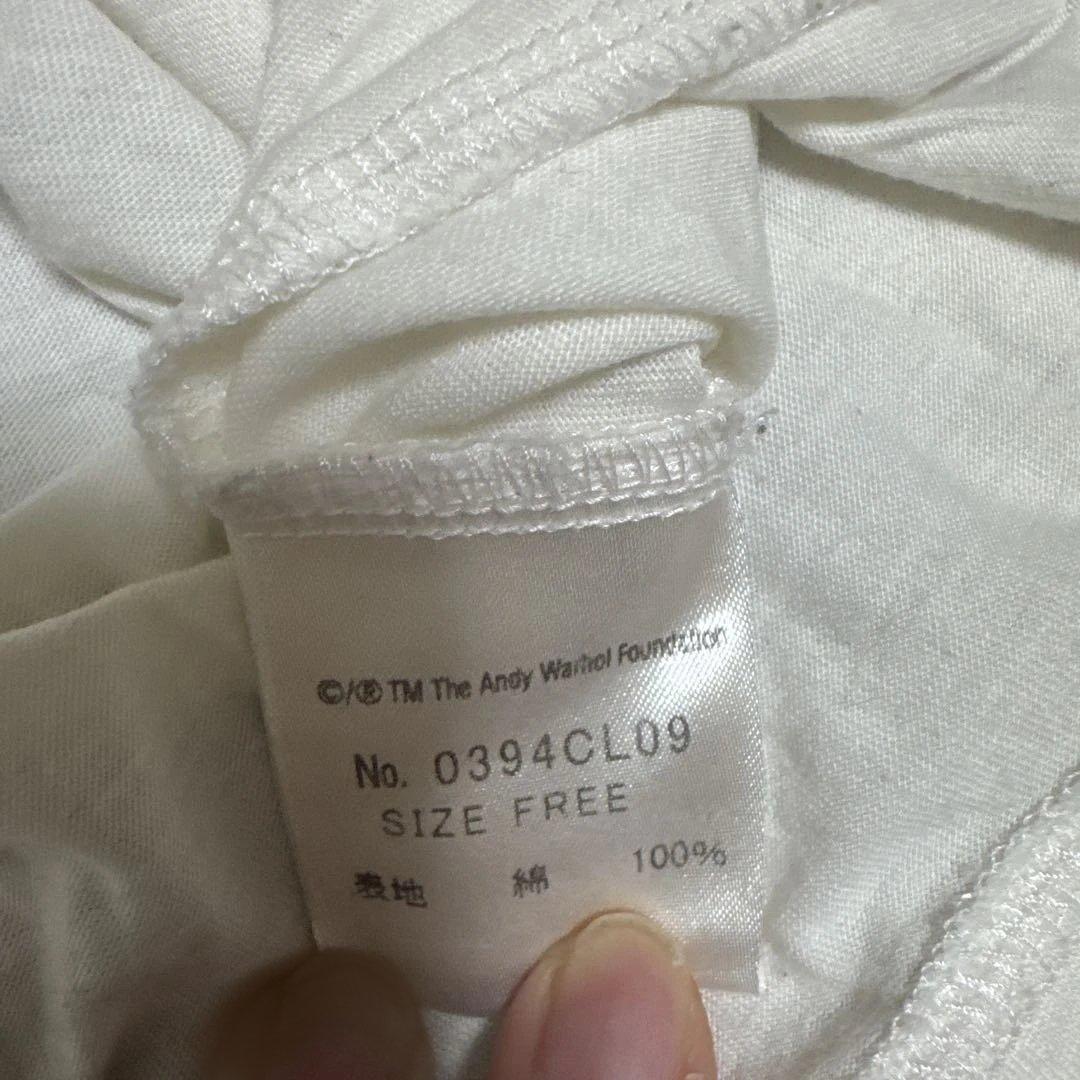 ©/® TM The Andy Warhol Foundation
No. 0394CL09
SIZE FREE
表地 綿 100%